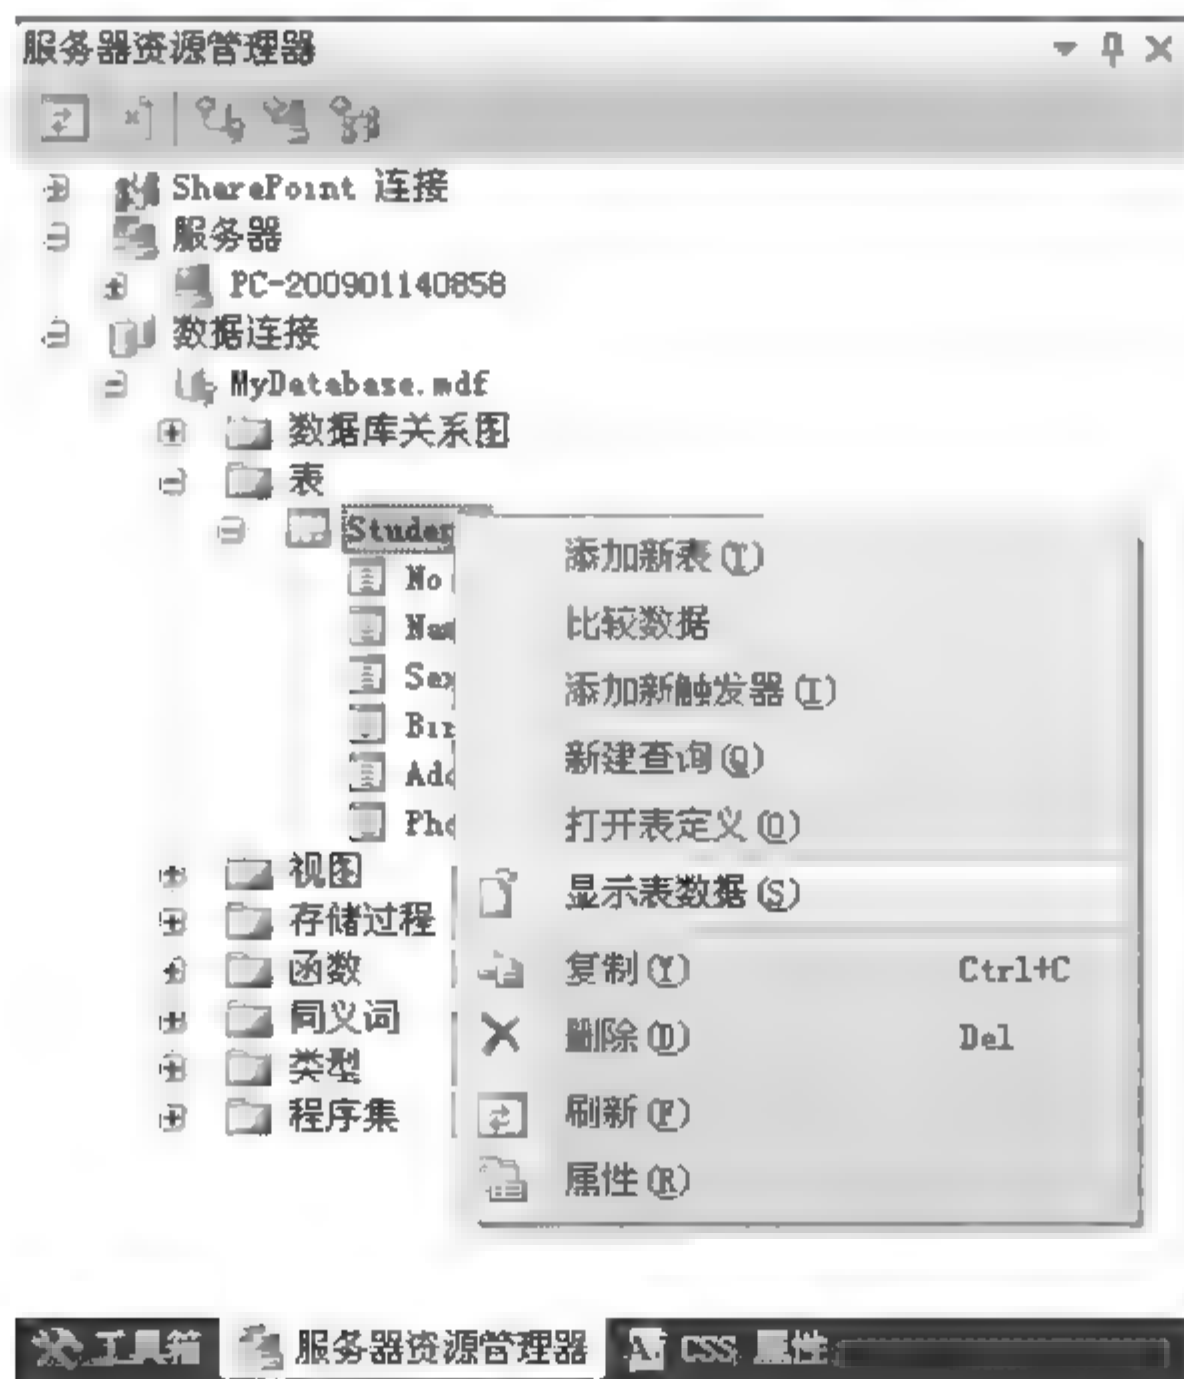 服务器资源管理器
SharePoint 连接
服务器
PC-200901140858
数据连接
MyDatabase.mdf
数据库关系图
表
Studen
No
Nam
Sex
Bir
Add
Pho
视图
存储过程
函数
同义词
类型
程序集
添加新表(T)
比较数据
添加新触发器(I)
新建查询(Q)
打开表定义(O)
显示表数据(S)
复制(Y) Ctrl+C
删除(D) Del
刷新(F)
属性(R)
工具箱 服务器资源管理器 CSS 属性